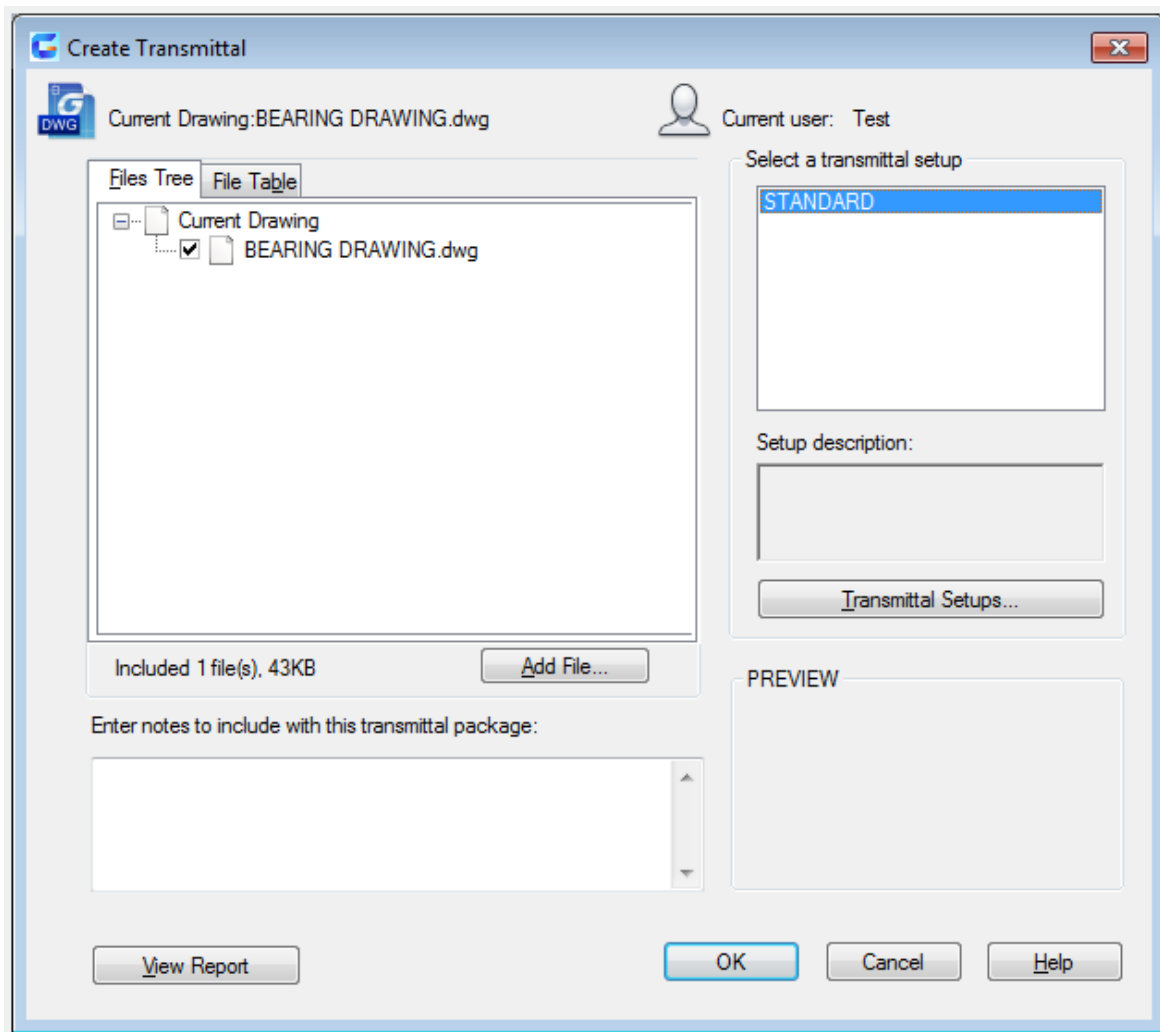 Create Transmittal
G
DWG
Current Drawing:BEARING DRAWING.dwg
Current user: Test
Files Tree
File Table
Current Drawing
BEARING DRAWING.dwg
Included 1 file(s), 43KB
Add File...
Select a transmittal setup
STANDARD
Setup description:
Transmittal Setups...
Enter notes to include with this transmittal package:
PREVIEW
View Report
OK
Cancel
Help